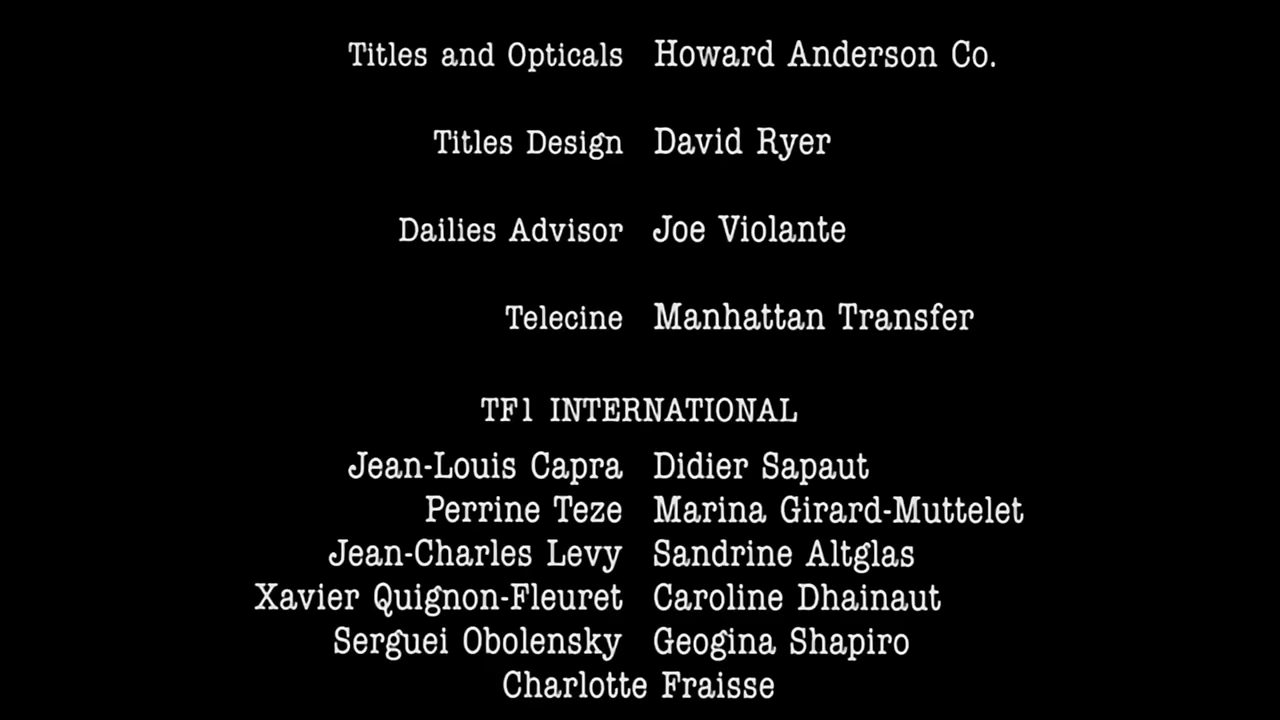 Titles and Opticals Howard Anderson Co.
Titles Design David Ryer
Dailies Advisor Joe Violante
Telecine Manhattan Transfer
TF1 INTERNATIONAL
Jean-Louis Capra Didier Sapaut
Perrine Teze Marina Girard-Muttelet
Jean-Charles Levy Sandrine Altglas
Xavier Quignon-Fleuret Caroline Dhainaut
Serguei Obolensky Geogina Shapiro
Charlotte Fraisse